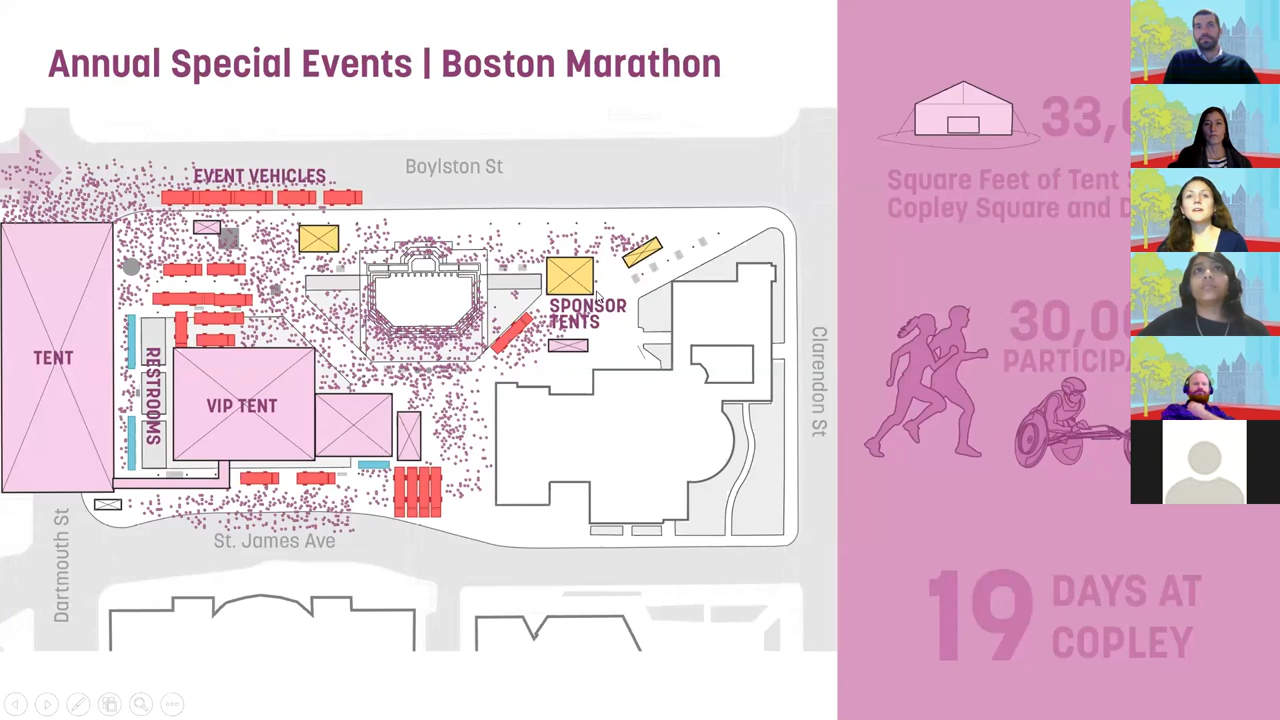 Annual Special Events | Boston Marathon
EVENT VEHICLES
Boylston St
SPONSOR
TENTS
TENT
RESTROOMS
VIP TENT
Clarendon St
Dartmouth St
St. James Ave
33,
Square Feet of Tent
Copley Square and
30,0
PARTICIPA
19
DAYS AT
COPLEY